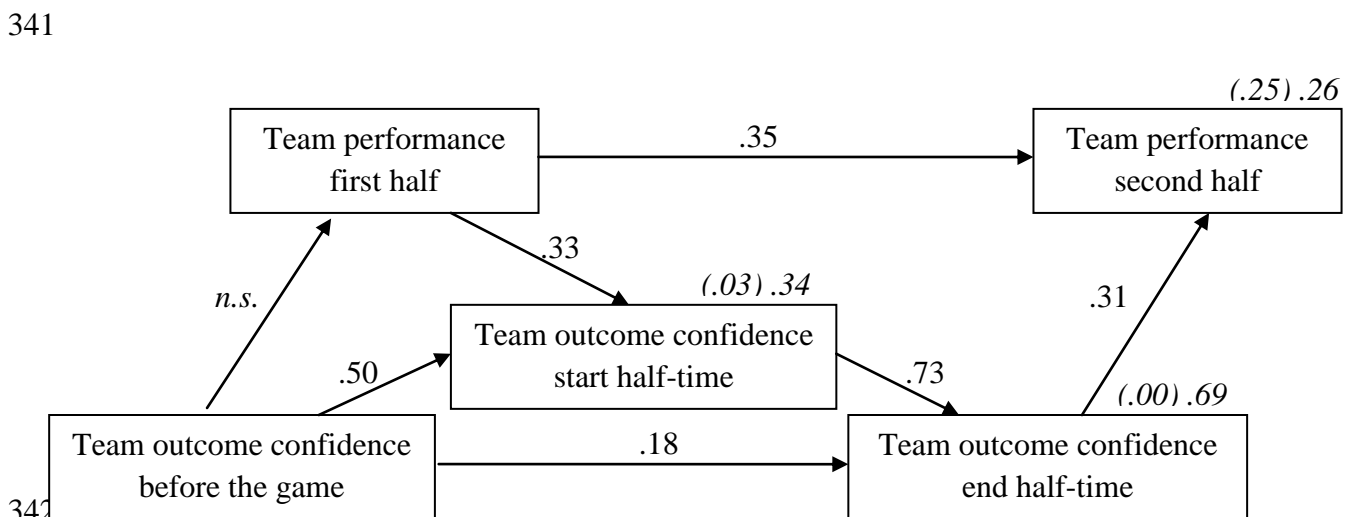 341
(.25) .26
Team performance
first half
.35
Team performance
second half
.33
n.s.
(.03) .34
.31
Team outcome confidence
start half-time
.50
.73
(.00) .69
Team outcome confidence
before the game
.18
Team outcome confidence
end half-time
342